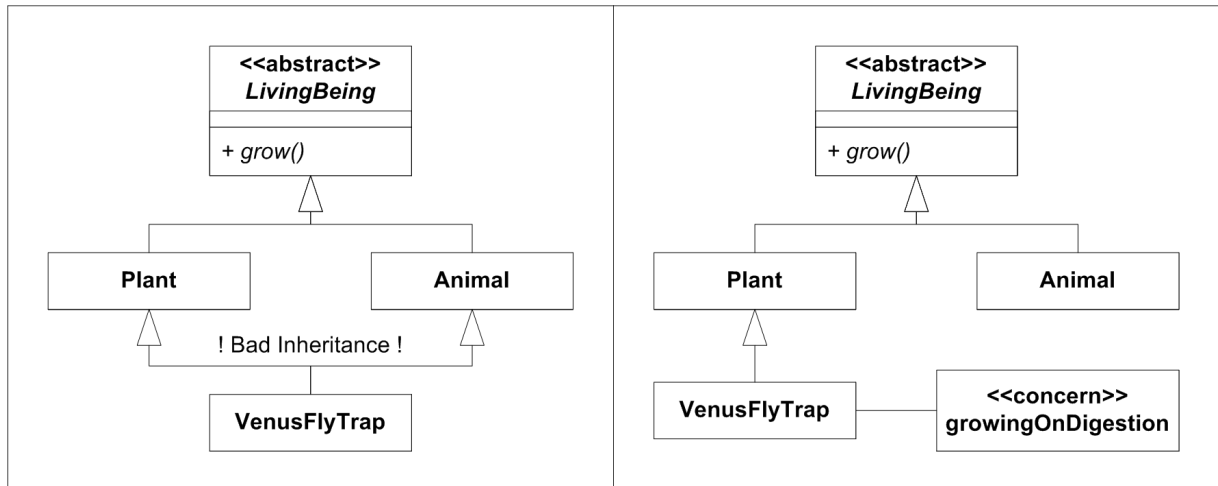 <<abstract>>
LivingBeing
+ grow()
Plant
Animal
! Bad Inheritance !
VenusFlyTrap
<<abstract>>
LivingBeing
+ grow()
Plant
Animal
VenusFlyTrap
<<concern>>
growingOnDigestion